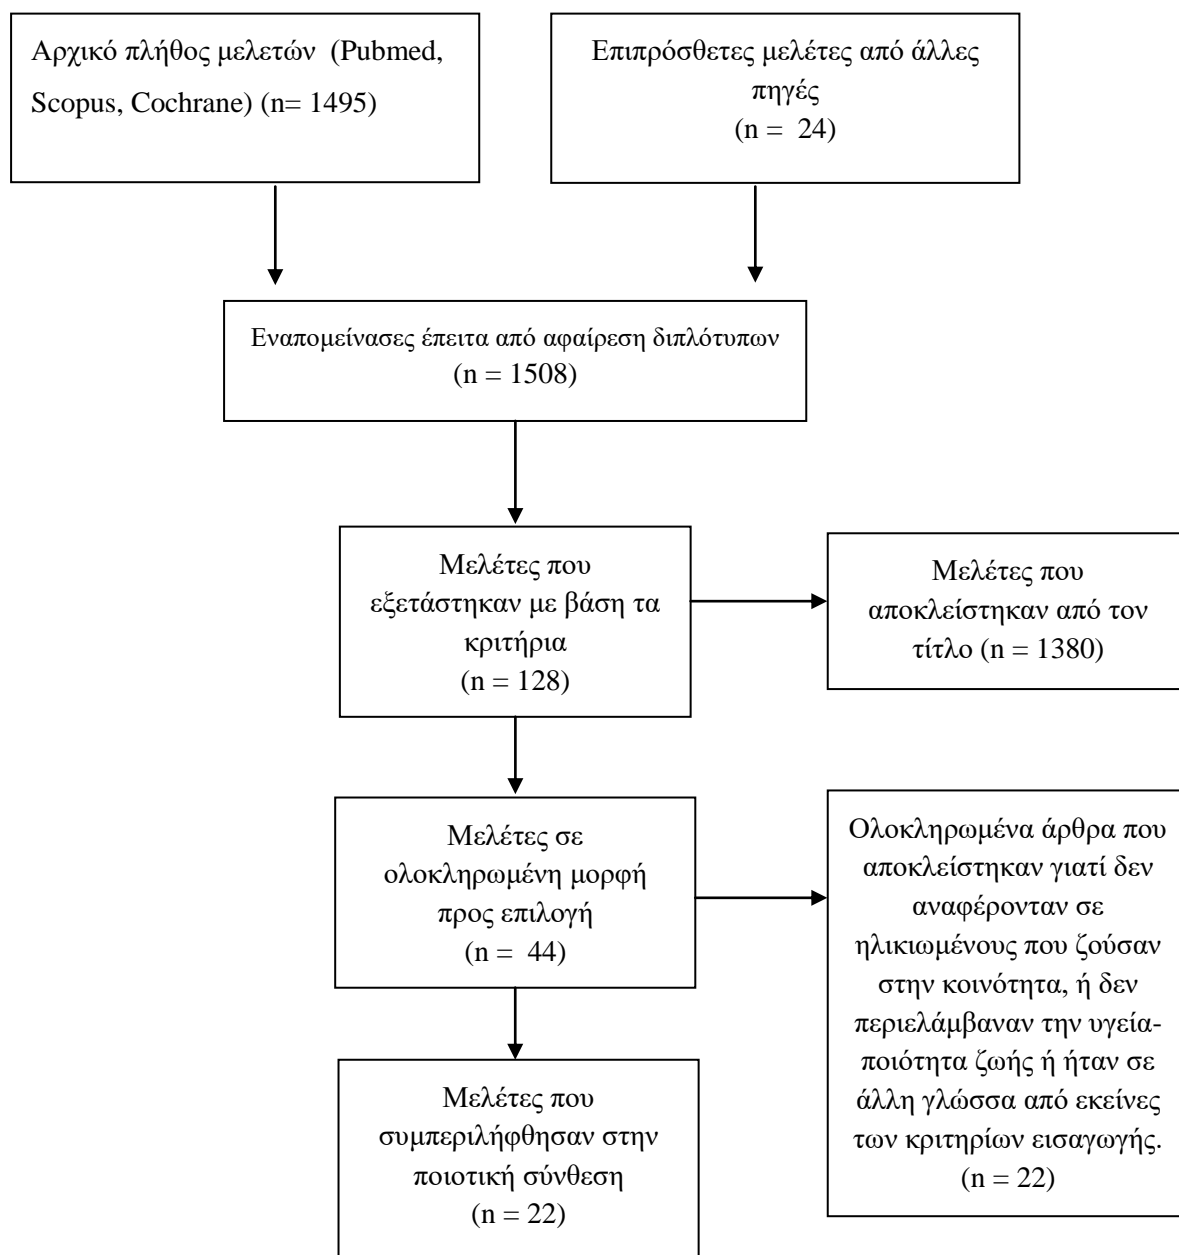 Αρχικό πλήθος μελετών (Pubmed,
Scopus, Cochrane) (n= 1495)
Επιπρόσθετες μελέτες από άλλες
πηγές
(n = 24)
Εναπομείνασες έπειτα από αφαίρεση διπλότυπων
(n = 1508)
Μελέτες που
εξετάστηκαν με βάση τα
κριτήρια
(n = 128)
Μελέτες που
αποκλείστηκαν από τον
τίτλο (n = 1380)
Μελέτες σε
ολοκληρωμένη μορφή
προς επιλογή
(n = 44)
Ολοκληρωμένα άρθρα που
αποκλείστηκαν γιατί δεν
αναφέρονταν σε
ηλικιωμένους που ζούσαν
στην κοινότητα, ή δεν
περιελάμβαναν την υγεία-
ποιότητα ζωής ή ήταν σε
άλλη γλώσσα από εκείνες
των κριτηρίων εισαγωγής.
(n = 22)
Μελέτες που
συμπεριλήφθησαν στην
ποιοτική σύνθεση
(n = 22)